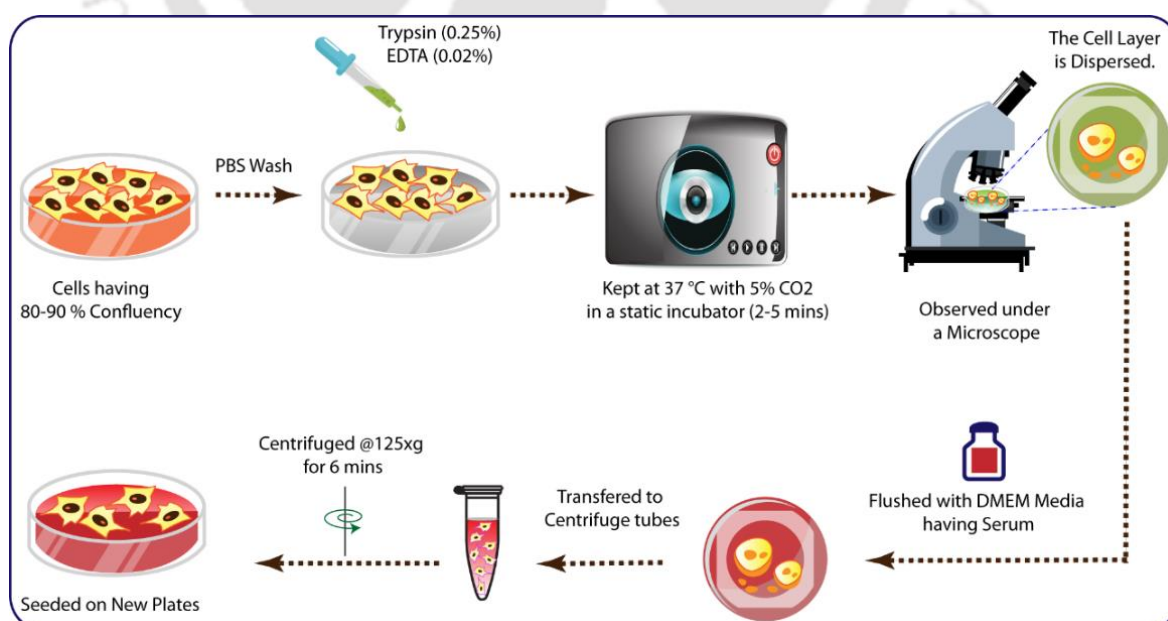 Trypsin (0.25%)
EDTA (0.02%)
The Cell Layer
is Dispersed.
PBS Wash
Cells having
80-90 % Confluency
Kept at 37 °C with 5% CO2
in a static incubator (2-5 mins)
Observed under
a Microscope
Flushed with DMEM Media
having Serum
Transfered to
Centrifuge tubes
Centrifuged @125xg
for 6 mins
Seeded on New Plates